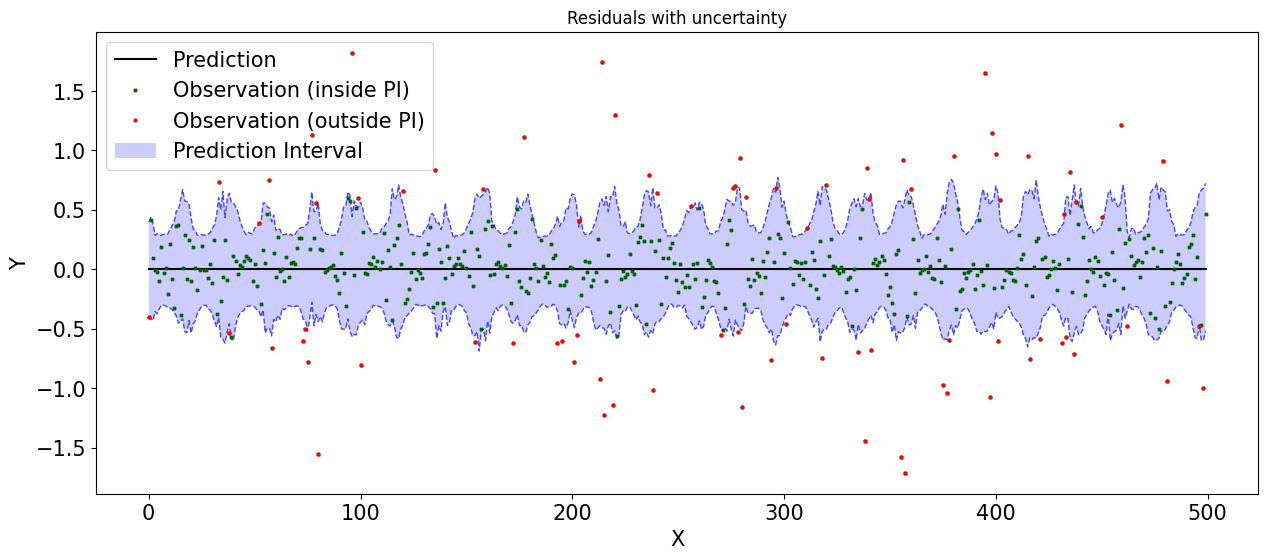 Residuals with uncertainty
Prediction
Observation (inside PI)
Observation (outside PI)
Prediction Interval
Y
1.5
1.0
0.5
0.0
−0.5
−1.0
−1.5
0 100 200 300 400 500
X